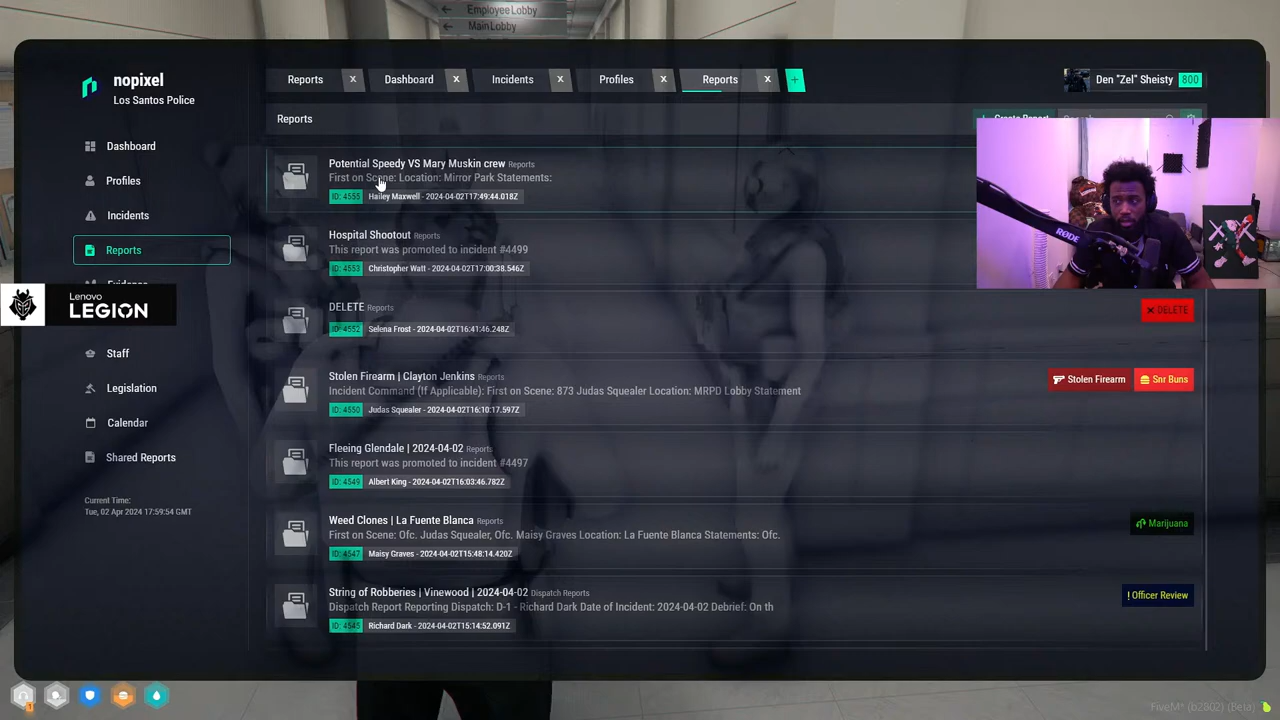 Employee Lobby
Main Lobby
nopixel
Los Santos Police
Reports X Dashboard X Incidents X Profiles X Reports X +
Den "Zel" Sheisty 800
Reports
Create Report
Dashboard
Profiles
Incidents
Reports
Lenovo
LEGION
Staff
Legislation
Calendar
Shared Reports
Current Time:
Tue, 02 Apr 2024 17:59:54 GMT
Potential Speedy VS Mary Muskin crew Reports
First on Scene: Location: Mirror Park Statements:
ID: 4555 Hailey Maxwell - 2024-04-02T17:49:44.018Z
Hospital Shootout Reports
This report was promoted to incident #4499
ID: 4553 Christopher Watt - 2024-04-02T17:00:38.546Z
DELETE Reports
ID: 4552 Selena Frost - 2024-04-02T16:41:46.248Z
X DELETE
Stolen Firearm | Clayton Jenkins Reports
Incident Command (If Applicable): First on Scene: 873 Judas Squealer Location: MRPD Lobby Statement
ID: 4550 Judas Squealer - 2024-04-02T16:10:17.597Z
Stolen Firearm Snr Buns
Fleeing Glendale | 2024-04-02 Reports
This report was promoted to incident #4497
ID: 4549 Albert King - 2024-04-02T16:03:46.782Z
Weed Clones | La Fuente Blanca Reports
First on Scene: Ofc. Judas Squealer, Ofc. Maisy Graves Location: La Fuente Blanca Statements: Ofc.
ID: 4547 Maisy Graves - 2024-04-02T15:48:14.420Z
Marijuana
String of Robberies | Vinewood | 2024-04-02 Dispatch Reports
Dispatch Report Reporting Dispatch: D-1 - Richard Dark Date of Incident: 2024-04-02 Debrief: On th
ID: 4545 Richard Dark - 2024-04-02T15:14:52.091Z
! Officer Review
RØDE
FiveM* (b2802) (Beta)